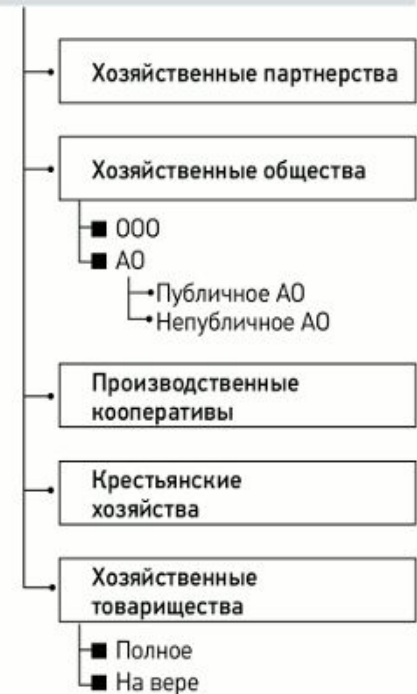 Хозяйственные партнерства
Хозяйственные общества
ООО
АО
Публичное АО
Непубличное АО
Производственные
кооперативы
Крестьянские
хозяйства
Хозяйственные
товарищества
Полное
На вере